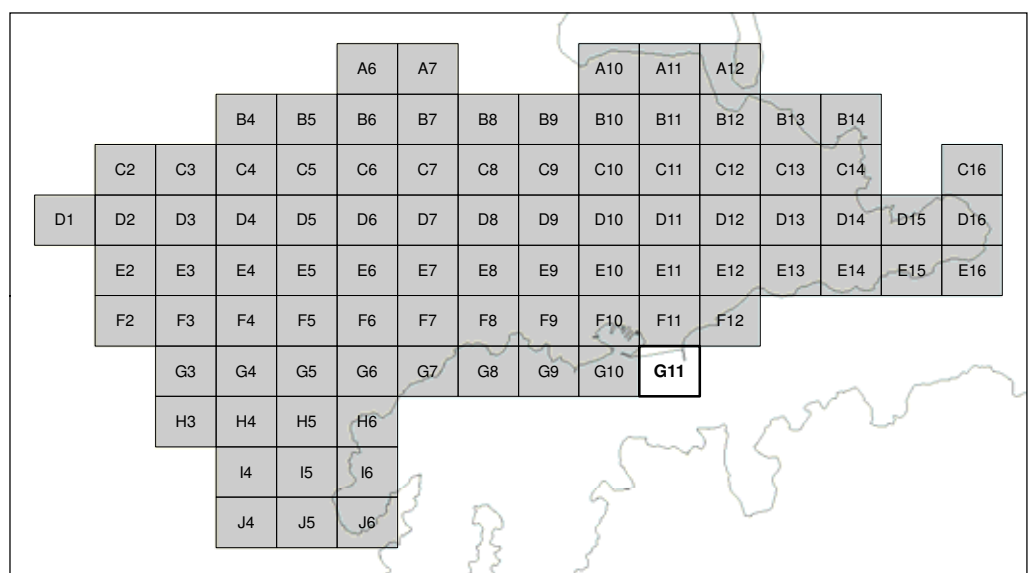 A6 A7 A10 A11 A12
B4 B5 B6 B7 B8 B9 B10 B11 B12 B13 B14
C2 C3 C4 C5 C6 C7 C8 C9 C10 C11 C12 C13 C14 C16
D1 D2 D3 D4 D5 D6 D7 D8 D9 D10 D11 D12 D13 D14 D15 D16
E2 E3 E4 E5 E6 E7 E8 E9 E10 E11 E12 E13 E14 E15 E16
F2 F3 F4 F5 F6 F7 F8 F9 F10 F11 F12
G3 G4 G5 G6 G7 G8 G9 G10 G11
H3 H4 H5 H6
I4 I5 I6
J4 J5 J6